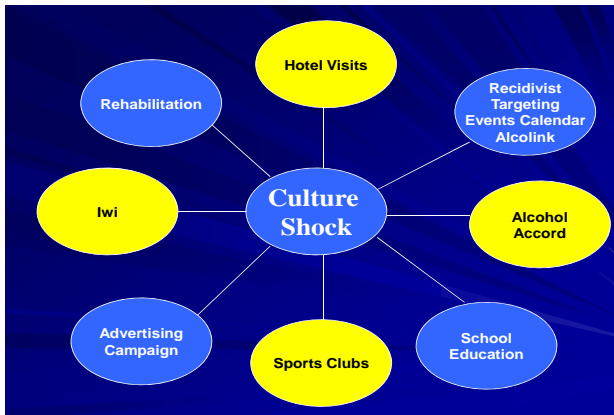 Hotel Visits
Rehabilitation
Recidivist
Targeting
Events Calendar
Alcolink
Culture
Shock
Iwi
Alcohol
Accord
Advertising
Campaign
Sports Clubs
School
Education